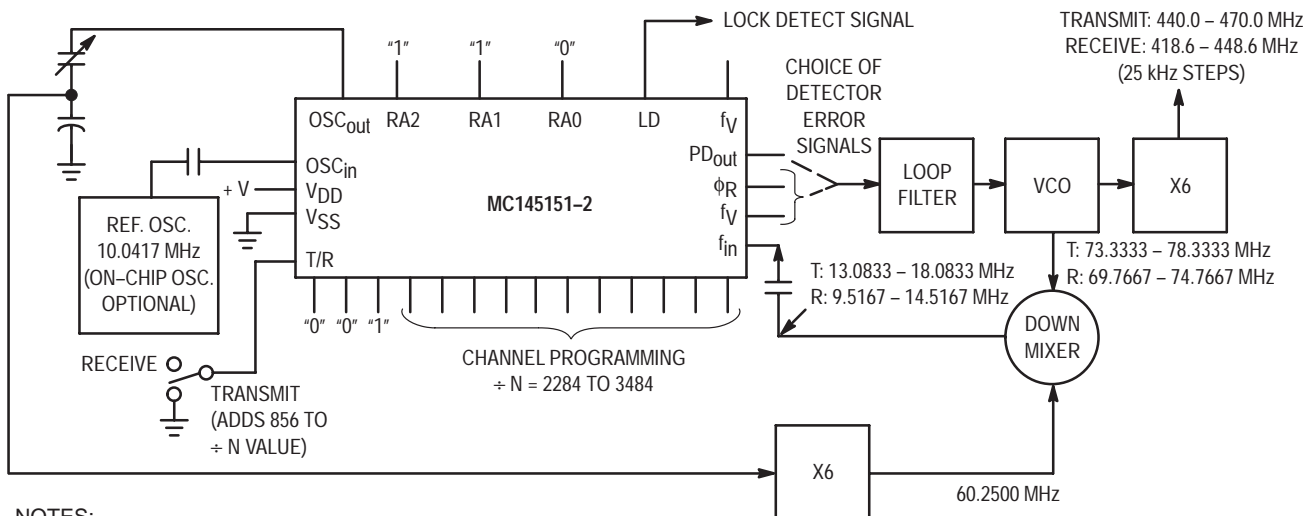 LOCK DETECT SIGNAL
TRANSMIT: 440.0 – 470.0 MHz
RECEIVE: 418.6 – 448.6 MHz
(25 kHz STEPS)
“1”
“1”
“0”
CHOICE OF
DETECTOR
ERROR
SIGNALS
OSCout
RA2
RA1
RA0
LD
fV
OSCin
+ V
VDD
VSS
T/R
MC145151–2
PDout
ϕR
fV
fin
LOOP
FILTER
VCO
X6
REF. OSC.
10.0417 MHz
(ON–CHIP OSC.
OPTIONAL)
T: 13.0833 – 18.0833 MHz
R: 9.5167 – 14.5167 MHz
T: 73.3333 – 78.3333 MHz
R: 69.7667 – 74.7667 MHz
“0” “0” “1”
DOWN
MIXER
RECEIVE
TRANSMIT
(ADDS 856 TO
÷ N VALUE)
CHANNEL PROGRAMMING
÷ N = 2284 TO 3484
X6
60.2500 MHz
NOTES: